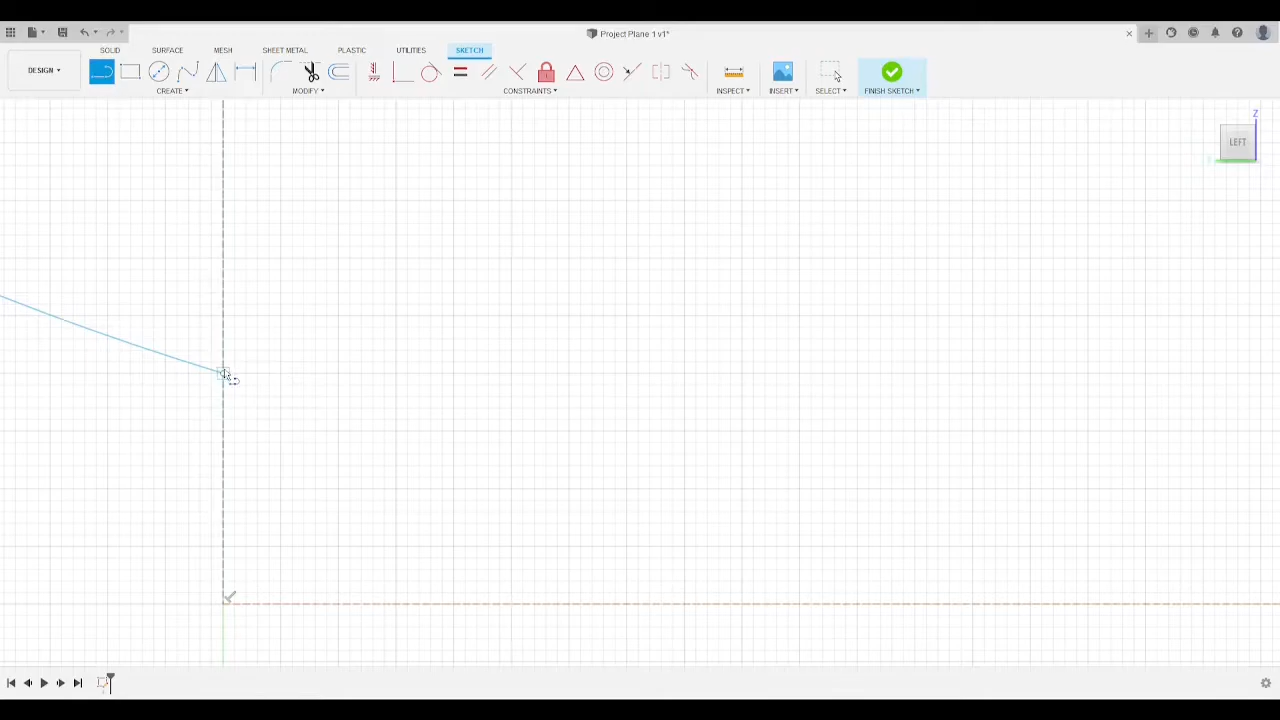 Project Plane 1 v1*
SOLID SURFACE MESH SHEET METAL PLASTIC UTILITIES SKETCH
DESIGN
CREATE MODIFY CONSTRAINTS INSPECT INSERT SELECT FINISH SKETCH
Z
LEFT